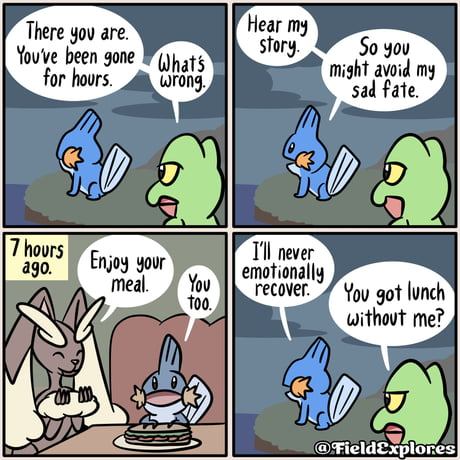 There you are.
You've been gone
for hours.
What's
wrong.
Hear my
story.
So you
might avoid my
sad fate.
7 hours
ago.
Enjoy your
meal.
You
too.
I'll never
emotionally
recover.
You got lunch
without me?
@FieldExplores